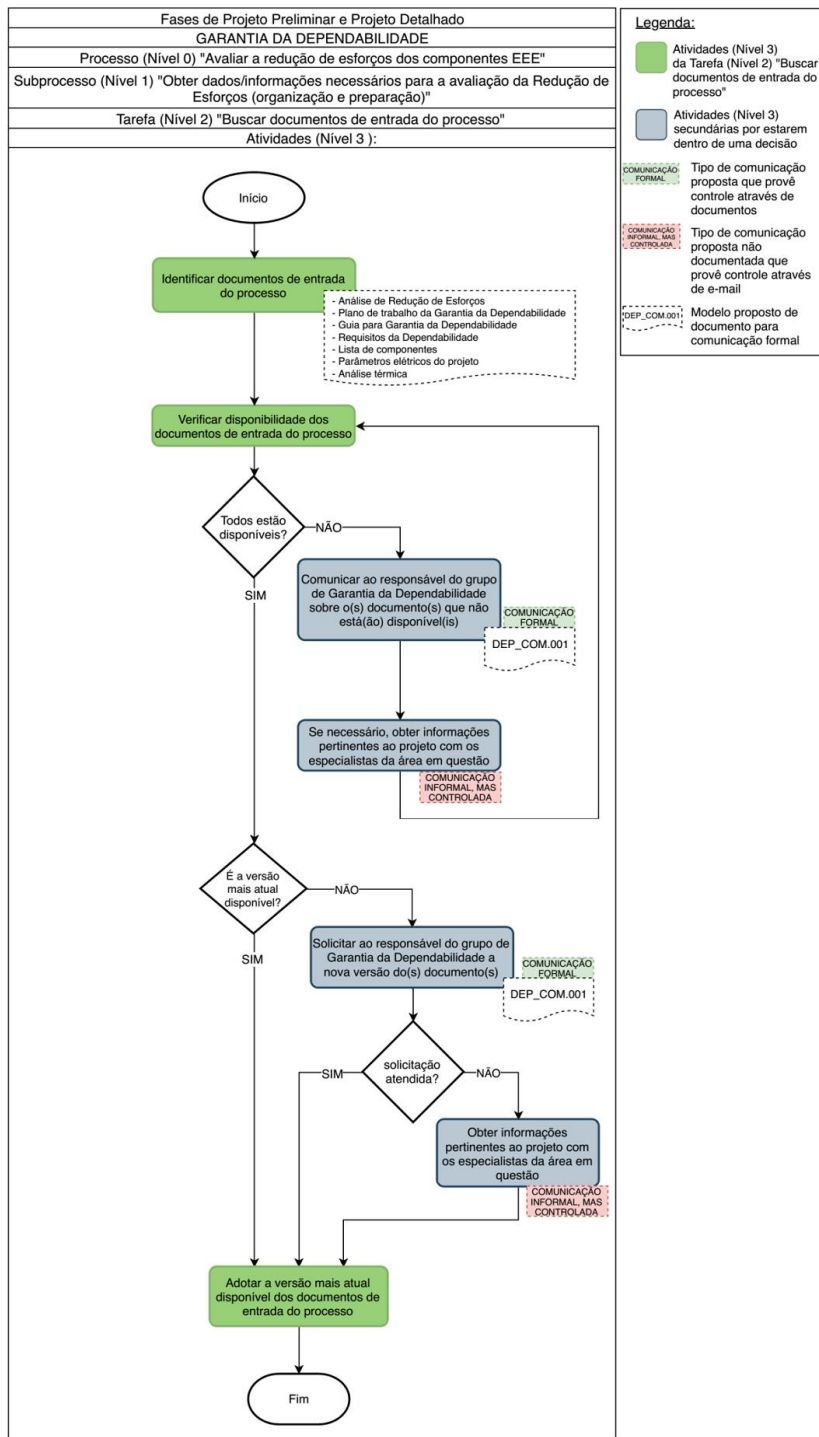 Fases de Projeto Preliminar e Projeto Detalhado
GARANTIA DA DEPENDABILIDADE
Processo (Nível 0) "Avaliar a redução de esforços dos componentes EEE"
Subprocesso (Nível 1) "Obter dados/informações necessários para a avaliação da Redução de
Esforços (organização e preparação)"
Tarefa (Nível 2) "Buscar documentos de entrada do processo"
Atividades (Nível 3 ):
Início
Identificar documentos de entrada
do processo
- Análise de Redução de Esforços
- Plano de trabalho da Garantia da Dependabilidade
- Guia para Garantia da Dependabilidade
- Requisitos da Dependabilidade
- Lista de componentes
- Parâmetros elétricos do projeto
- Análise térmica
Verificar disponibilidade dos
documentos de entrada do processo
Todos estão
disponíveis?
NÃO
SIM
Comunicar ao responsável do grupo
de Garantia da Dependabilidade
sobre o(s) documento(s) que não
está(ão) disponível(is)
COMUNICAÇÃO
FORMAL
DEP_COM.001
Se necessário, obter informações
pertinentes ao projeto com os
especialistas da área em questão
COMUNICAÇÃO
INFORMAL, MAS
CONTROLADA
É a versão
mais atual
disponível?
NÃO
SIM
Solicitar ao responsável do grupo de
Garantia da Dependabilidade a
nova versão do(s) documento(s)
COMUNICAÇÃO
FORMAL
DEP_COM.001
solicitação
atendida?
SIM
NÃO
Obter informações
pertinentes ao projeto com
os especialistas da área em
questão
COMUNICAÇÃO
INFORMAL, MAS
CONTROLADA
Adotar a versão mais atual
disponível dos documentos de
entrada do processo
Fim
Legenda:
Atividades (Nível 3)
da Tarefa (Nível 2) "Buscar
documentos de entrada do
processo"
Atividades (Nível 3)
secundárias por estarem
dentro de uma decisão
COMUNICAÇÃO
FORMAL
Tipo de comunicação
proposta que provê
controle através de
documentos
COMUNICAÇÃO
INFORMAL, MAS
CONTROLADA
Tipo de comunicação
proposta não
documentada que
provê controle através
de e-mail
DEP_COM.001
Modelo proposto de
documento para
comunicação formal